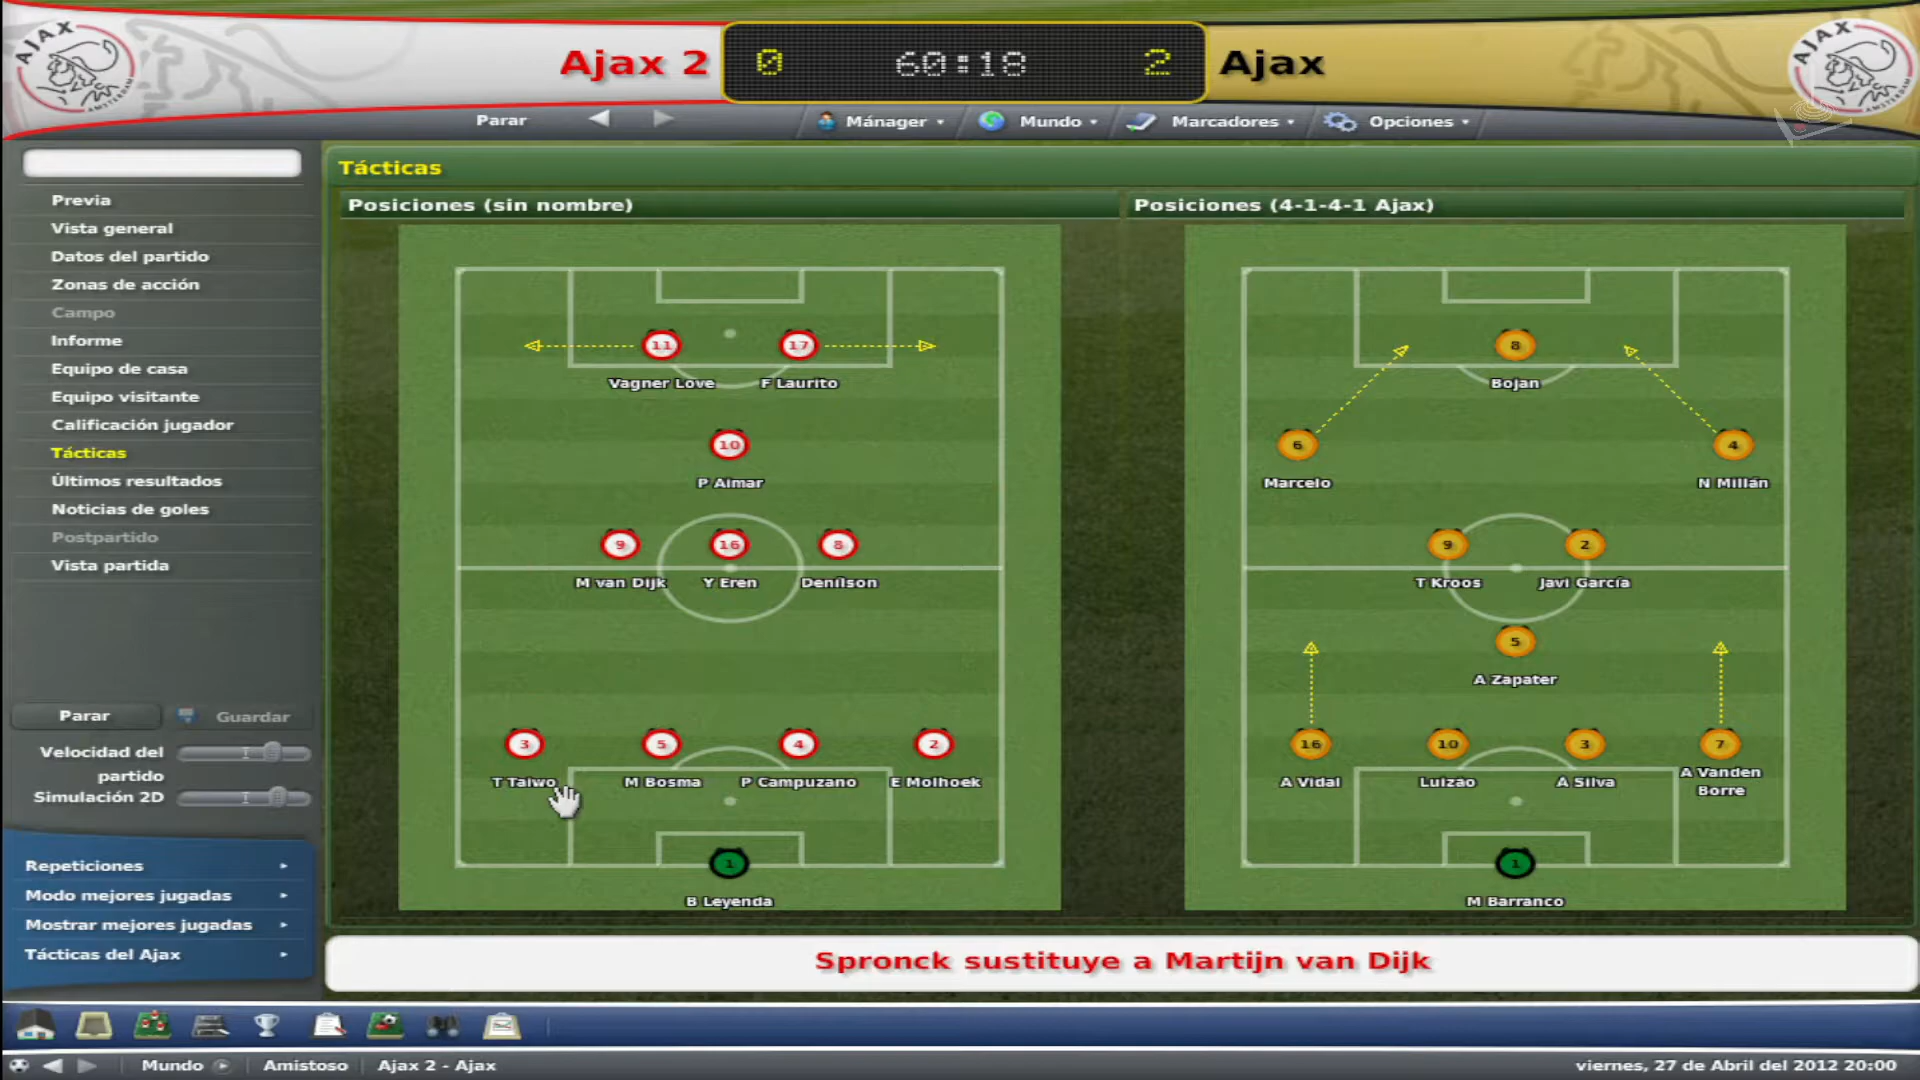 Ajax 2
0
60:18
2
Ajax
AJAX
AMSTERDAM
AJAX
AMSTERDAM
Parar
Mánager
Mundo
Marcadores
Opciones
Previa
Vista general
Datos del partido
Zonas de acción
Campo
Informe
Equipo de casa
Equipo visitante
Calificación jugador
Tácticas
Últimos resultados
Noticias de goles
Postpartido
Vista partida
Parar
Guardar
Velocidad del
partido
Simulación 2D
Repeticiones
Modo mejores jugadas
Mostrar mejores jugadas
Tácticas del Ajax
Tácticas
Posiciones (sin nombre)
11
17
Vagner Love
F Laurito
10
P Aimar
9
16
8
M van Dijk
Y Eren
Denílson
3
5
4
2
T Taiwo
M Bosma
P Campuzano
E Molhoek
1
B Leyenda
Posiciones (4-1-4-1 Ajax)
8
Bojan
6
4
Marcelo
N Millán
9
2
T Kroos
Javi García
5
A Zapater
16
10
3
7
A Vidal
Luizão
A Silva
A Vanden
Borre
1
M Barranco
Spronck sustituye a Martijn van Dijk
Mundo
Amistoso
Ajax 2 - Ajax
viernes, 27 de Abril del 2012 20:00